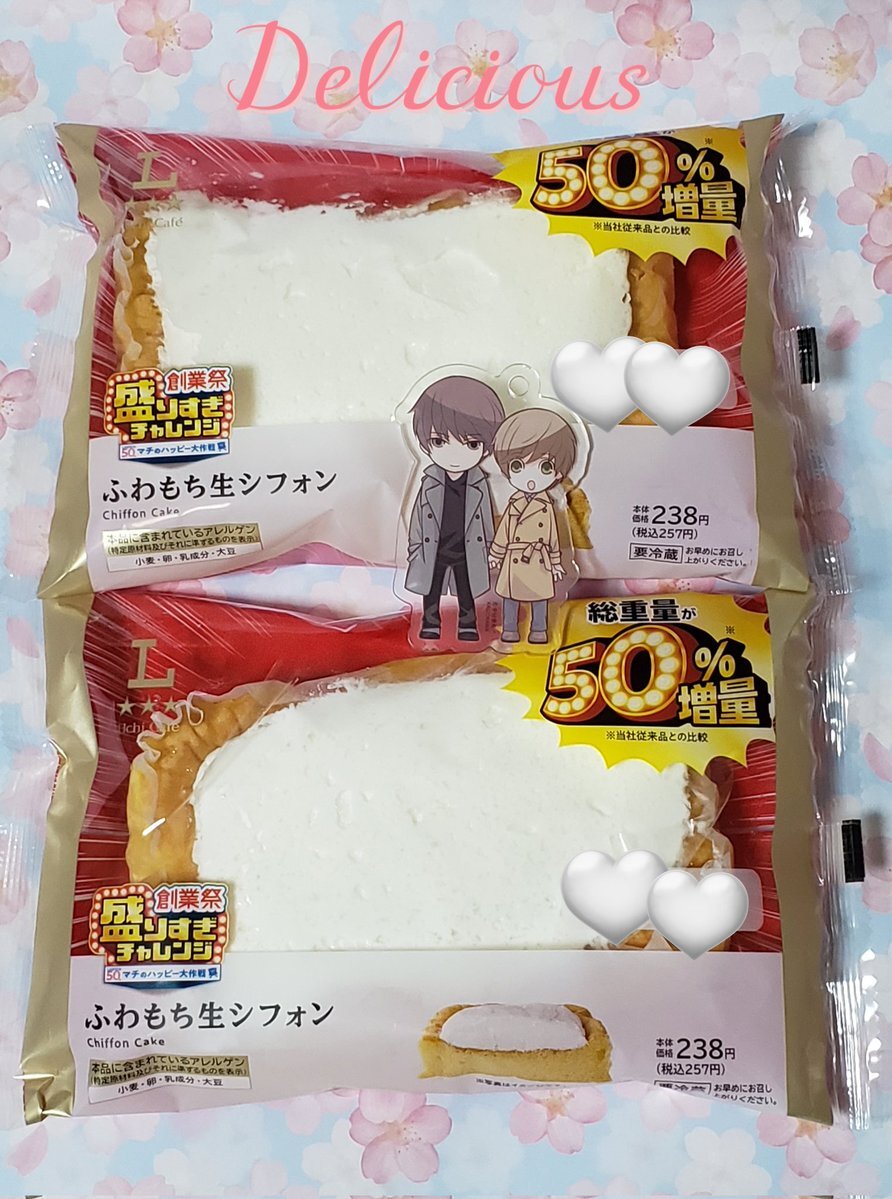 Delicious
L
Café
50%
増量
※
※当社従来品との比較
創業祭
盛りすぎ
チャレンジ
50 マチのハッピー大作戦
ふわもち生シフォン
Chiffon Cake
本品に含まれているアレルゲン
(特定原材料及びそれに準ずるものを表示)
小麦・卵・乳成分・大豆
本体
価格 238円
(税込257円)
要冷蔵 お早めにお召し
上がりください。
L
★★★
Uchi Café
総重量が
50%
増量
※
※当社従来品との比較
創業祭
盛りすぎ
チャレンジ
50 マチのハッピー大作戦
ふわもち生シフォン
Chiffon Cake
本品に含まれているアレルゲン
(特定原材料及びそれに準ずるものを表示)
小麦・卵・乳成分・大豆
本体
価格 238円
(税込257円)
要冷蔵 お早めにお召し
上がりください。